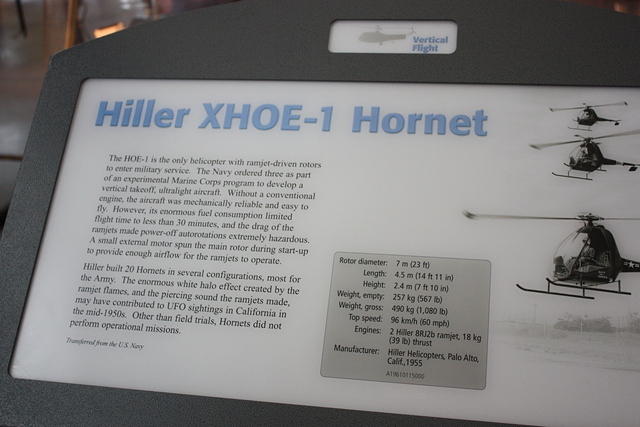 Vertical
Flight
Hiller XHOE-1 Hornet
The HOE-1 is the only helicopter with ramjet-driven rotors
to enter military service. The Navy ordered three as part
of an experimental Marine Corps program to develop a
vertical takeoff, ultralight aircraft. Without a conventional
engine, the aircraft was mechanically reliable and easy to
fly. However, its enormous fuel consumption limited
flight time to less than 30 minutes, and the drag of the
ramjets made power-off autorotations extremely hazardous.
A small external motor spun the main rotor during start-up
to provide enough airflow for the ramjets to operate.
Hiller built 20 Hornets in several configurations, most for
the Army. The enormous white halo effect created by the
ramjet flames, and the piercing sound the ramjets made,
may have contributed to UFO sightings in California in
the mid-1950s. Other than field trials, Hornets did not
perform operational missions.
Transferred from the U.S. Navy
Rotor diameter: 7 m (23 ft)
Length: 4.5 m (14 ft 11 in)
Height: 2.4 m (7 ft 10 in)
Weight, empty: 257 kg (567 lb)
Weight, gross: 490 kg (1,080 lb)
Top speed: 96 km/h (60 mph)
Engines: 2 Hiller 8RJ2b ramjet, 18 kg
(39 lb) thrust
Manufacturer: Hiller Helicopters, Palo Alto,
Calif.,1955
A19610115000